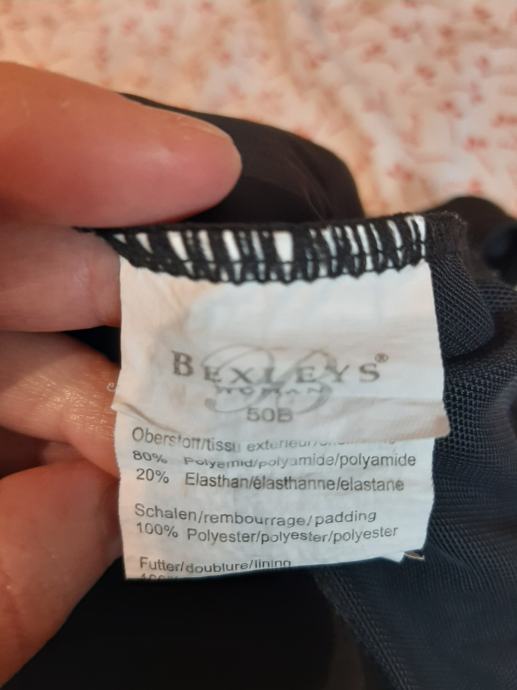 BEXLEYS®
WOMAN
50B
Oberstoff/tissu exterieur/
80% Polyamid/polyamide/polyamide
20% Elasthan/élasthanne/elastane
Schalen/rembourrage/padding
100% Polyester/polyester/polyester
Futter/doublure/lining